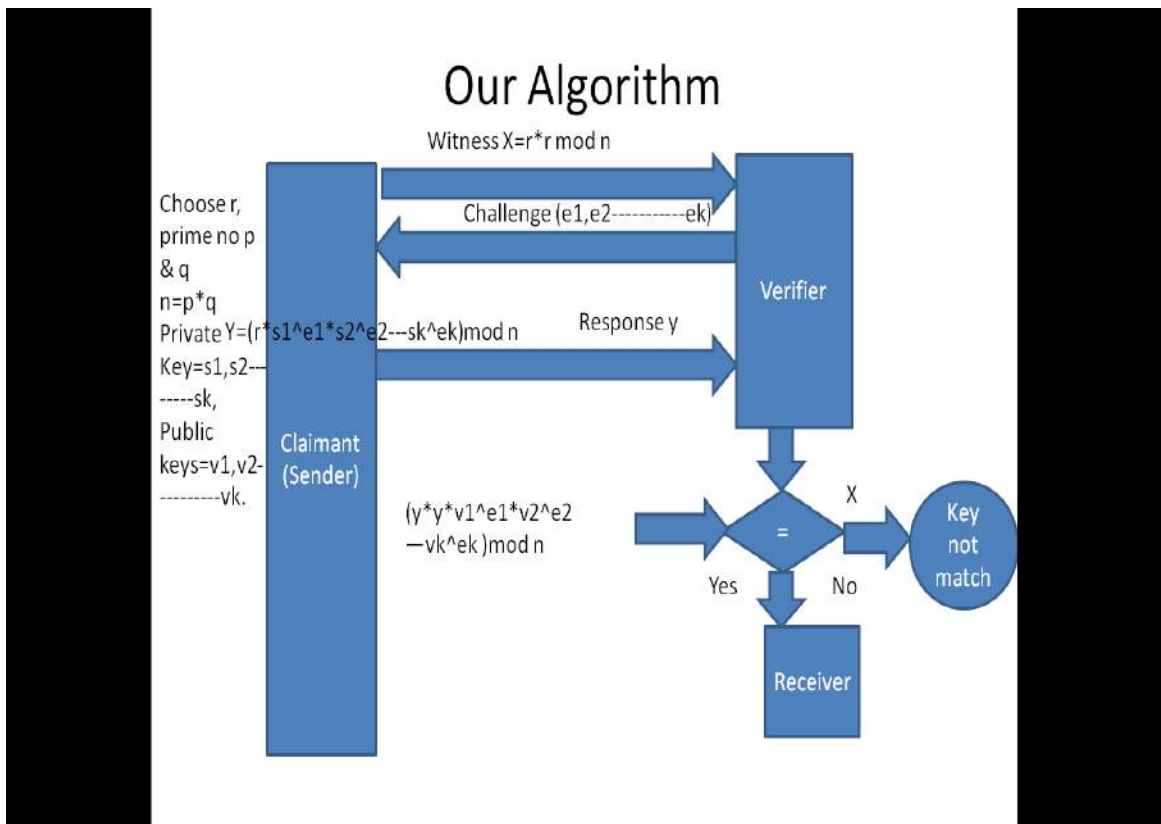 Our Algorithm
Witness X=r*r mod n
Choose r,
prime no p
& q
n=p*q
Private Y=(r*s1^e1*s2^e2---sk^ek)mod n
Key=s1,s2---
-----sk,
Public
keys=v1,v2-
---------vk.
Challenge (e1,e2-----------ek)
Response y
Claimant
(Sender)
Verifier
(y*y*v1^e1*v2^e2
—vk^ek )mod n
=
X
Key
not
match
Yes
No
Receiver